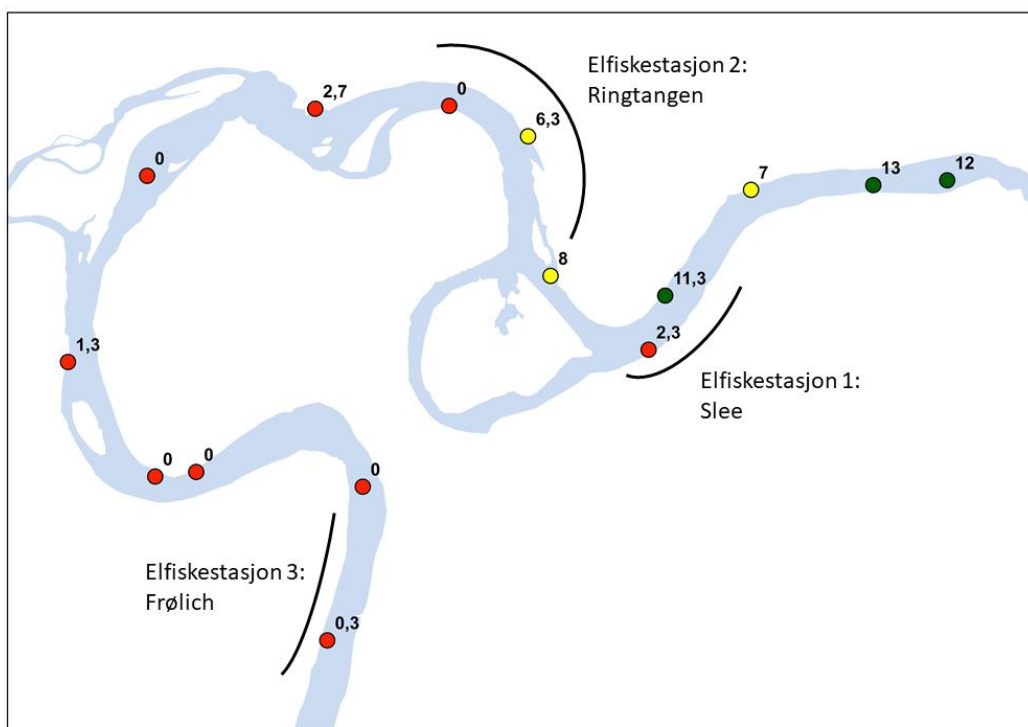 Elfiskestasjon 2:
Ringtangen
2,7
0
6,3
0
7
13
12
8
11,3
2,3
1,3
Elfiskestasjon 1:
Slee
0
0
0
Elfiskestasjon 3:
Frølich
0,3